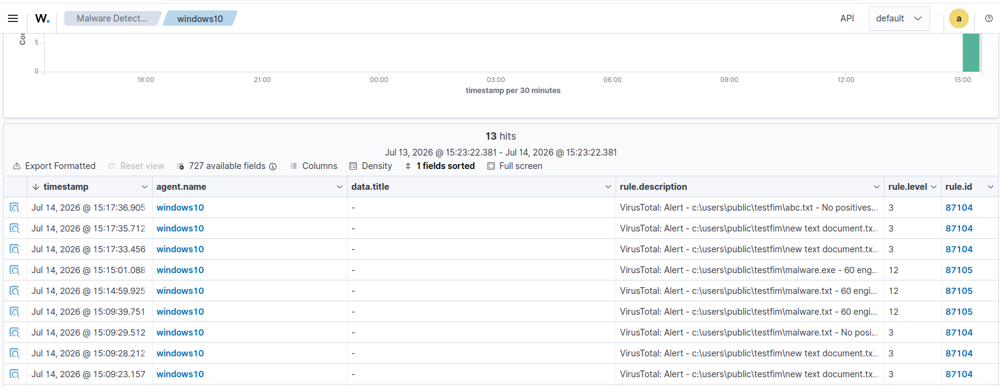 W. Malware Detect... windows10 API default a
Cou
5
0
18:00 21:00 00:00 03:00 06:00 09:00 12:00 15:00
timestamp per 30 minutes
13 hits
Jul 13, 2026 @ 15:23:22.381 - Jul 14, 2026 @ 15:23:22.381
Export Formatted Reset view 727 available fields Columns Density 1 fields sorted Full screen
timestamp agent.name data.title rule.description rule.level rule.id
Jul 14, 2026 @ 15:17:36.905 windows10 - VirusTotal: Alert - c:\users\public\testfim\abc.txt - No positives... 3 87104
Jul 14, 2026 @ 15:17:35.712 windows10 - VirusTotal: Alert - c:\users\public\testfim\new text document.tx... 3 87104
Jul 14, 2026 @ 15:17:33.456 windows10 - VirusTotal: Alert - c:\users\public\testfim\new text document.tx... 3 87104
Jul 14, 2026 @ 15:15:01.088 windows10 - VirusTotal: Alert - c:\users\public\testfim\malware.exe - 60 eng... 12 87105
Jul 14, 2026 @ 15:14:59.925 windows10 - VirusTotal: Alert - c:\users\public\testfim\malware.txt - 60 engi... 12 87105
Jul 14, 2026 @ 15:09:39.751 windows10 - VirusTotal: Alert - c:\users\public\testfim\malware.txt - 60 engi... 12 87105
Jul 14, 2026 @ 15:09:29.512 windows10 - VirusTotal: Alert - c:\users\public\testfim\malware.txt - No posi... 3 87104
Jul 14, 2026 @ 15:09:28.212 windows10 - VirusTotal: Alert - c:\users\public\testfim\new text document.tx... 3 87104
Jul 14, 2026 @ 15:09:23.157 windows10 - VirusTotal: Alert - c:\users\public\testfim\new text document.tx... 3 87104